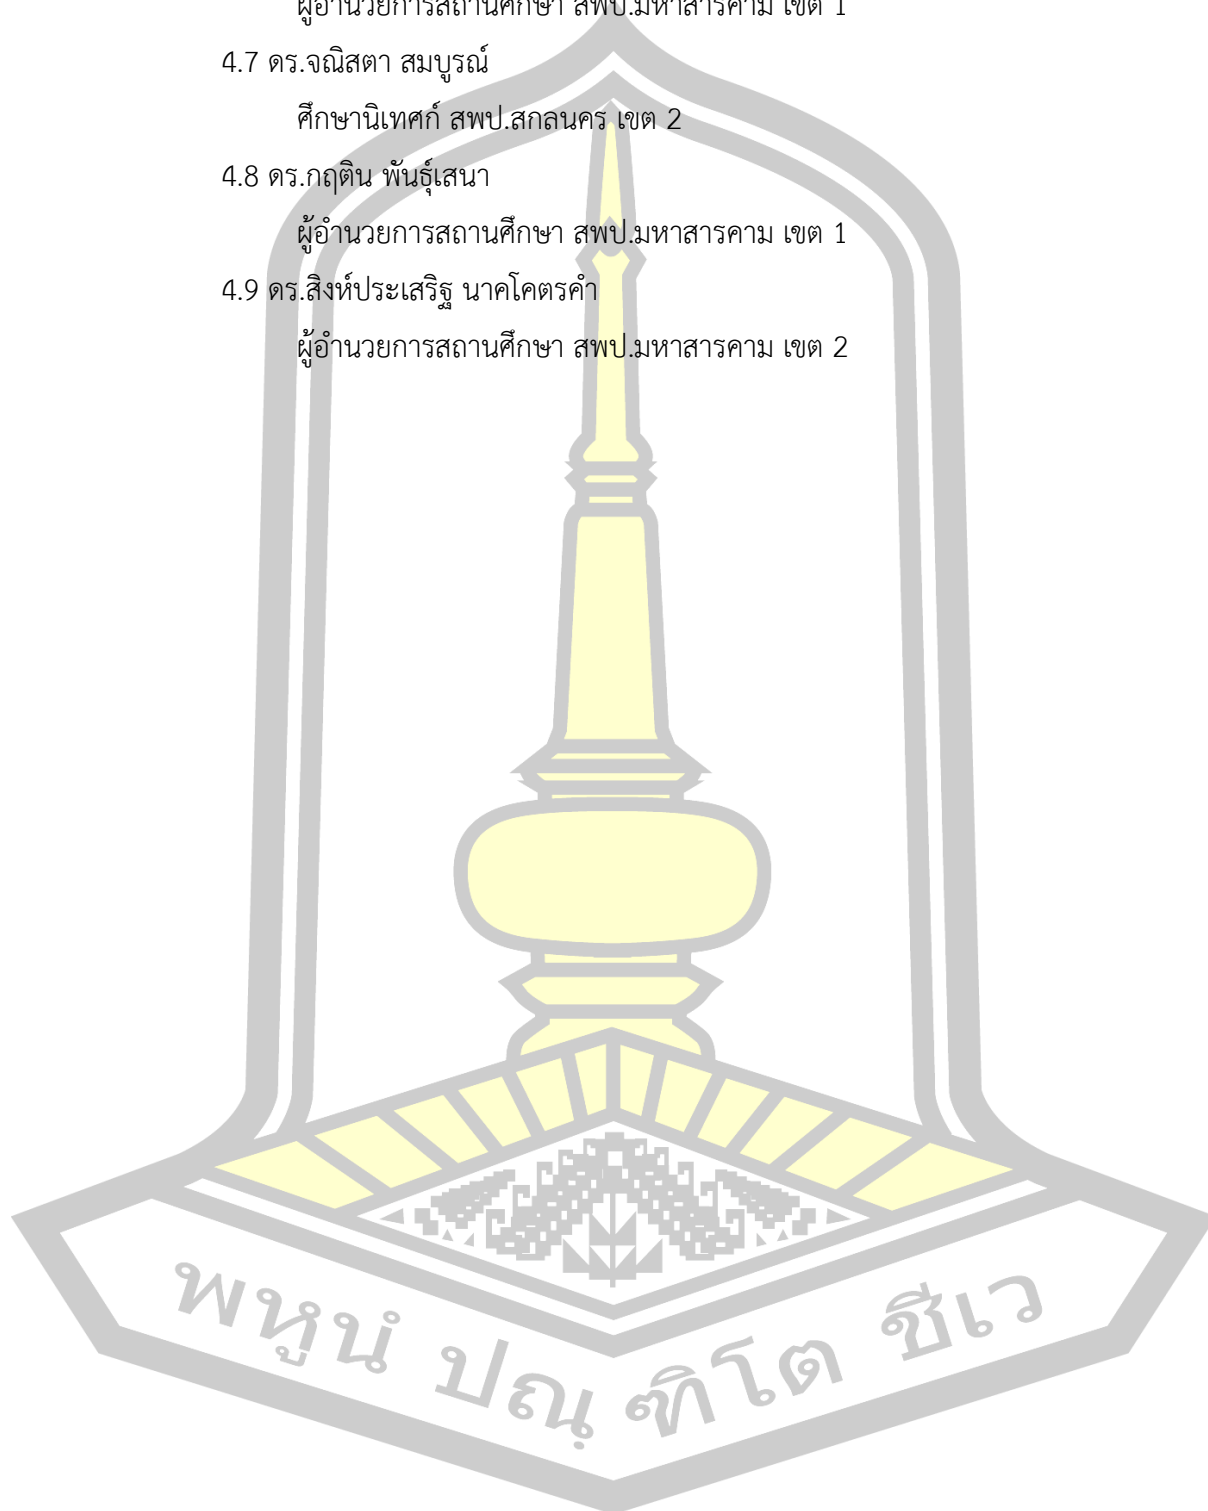 ผู้อำนวยการสถานศึกษา สพป.มหาสารคาม เขต 1
4.7 ดร.จณิสตา สมบูรณ์
ศึกษานิเทศก์ สพป.สกลนคร เขต 2
4.8 ดร.กฤติน พันธุ์เสนา
ผู้อำนวยการสถานศึกษา สพป.มหาสารคาม เขต 1
4.9 ดร.สิงห์ประเสริฐ นาคโคตรคำ
ผู้อำนวยการสถานศึกษา สพป.มหาสารคาม เขต 2
พหูนํ ปณฺฑิโต ชีเว